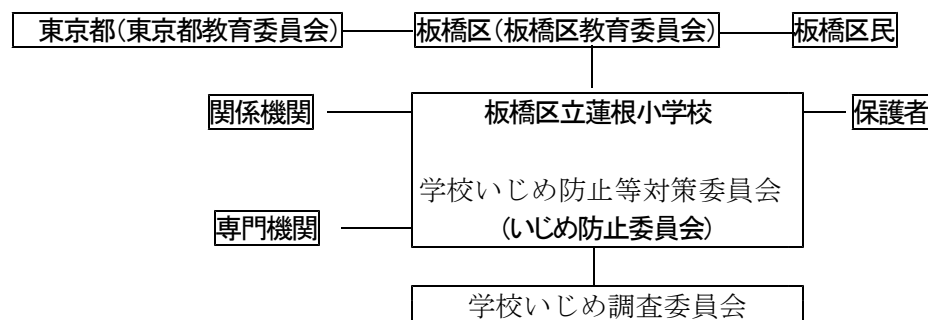 東京都(東京都教育委員会) 板橋区(板橋区教育委員会) 板橋区民
関係機関 板橋区立蓮根小学校 保護者
学校いじめ防止等対策委員会
専門機関 (いじめ防止委員会)
学校いじめ調査委員会